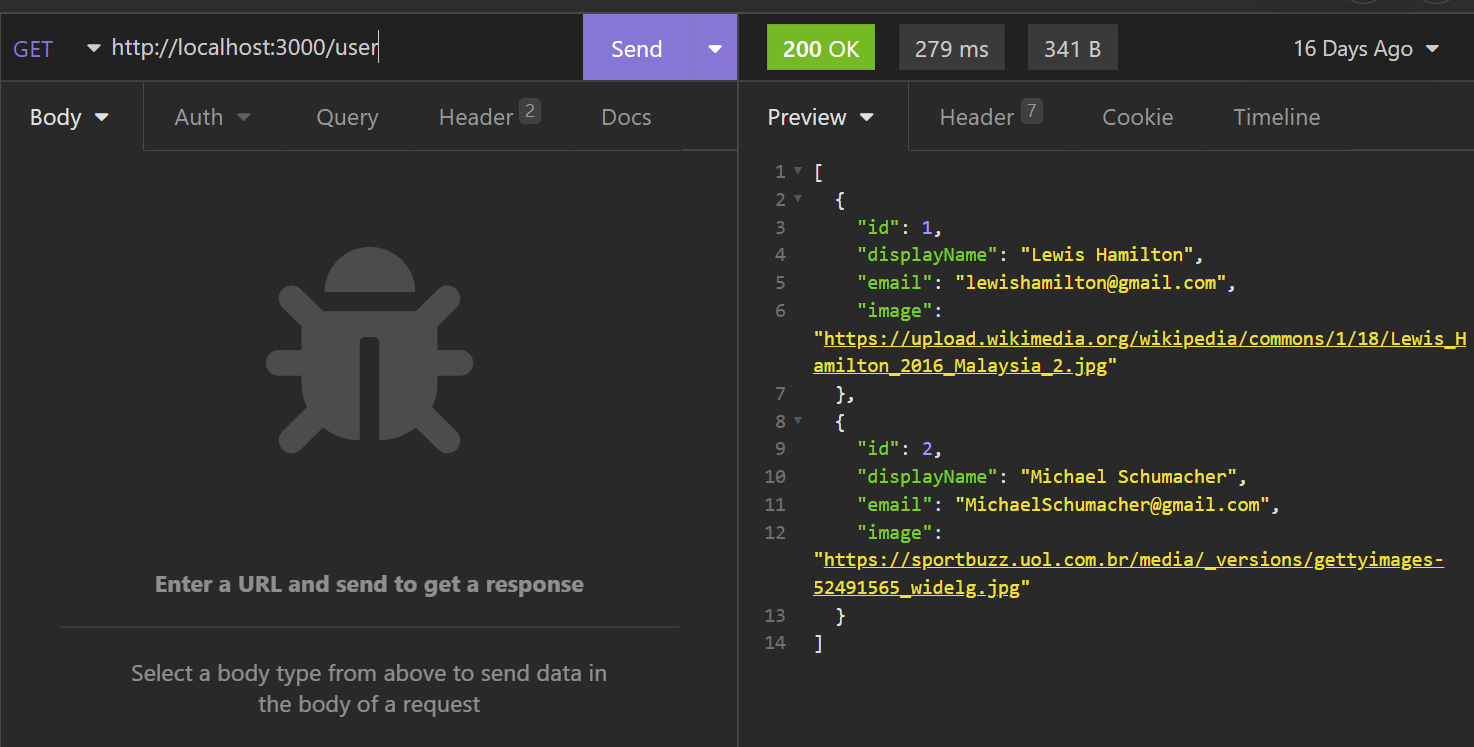 GET http://localhost:3000/user Send 200 OK 279 ms 341 B 16 Days Ago
Body Auth Query Header 2 Docs Preview Header 7 Cookie Timeline
1 [
2 {
3 "id": 1,
4 "displayName": "Lewis Hamilton",
5 "email": "lewishamilton@gmail.com",
6 "image":
"https://upload.wikimedia.org/wikipedia/commons/1/18/Lewis_H
amilton_2016_Malaysia_2.jpg"
7 },
8 {
9 "id": 2,
10 "displayName": "Michael Schumacher",
11 "email": "MichaelSchumacher@gmail.com",
12 "image":
"https://sportbuzz.uol.com.br/media/_versions/gettyimages-
52491565_widelg.jpg"
13 }
14 ]
Enter a URL and send to get a response
Select a body type from above to send data in
the body of a request